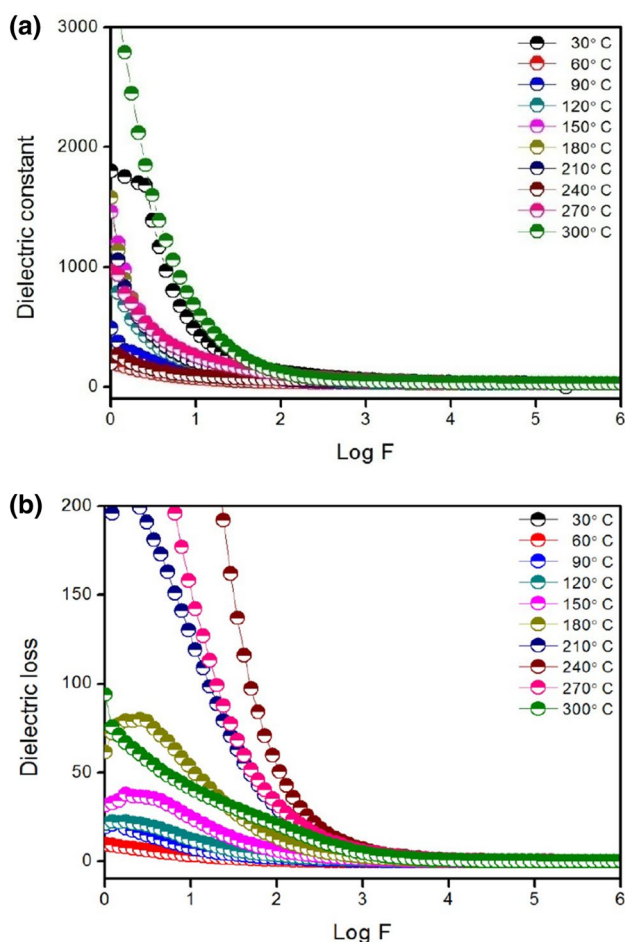 (a)
Dielectric constant
3000
2000
1000
0
30° C
60° C
90° C
120° C
150° C
180° C
210° C
240° C
270° C
300° C
0 1 2 3 4 5 6
Log F
(b)
Dielectric loss
200
150
100
50
0
30° C
60° C
90° C
120° C
150° C
180° C
210° C
240° C
270° C
300° C
0 1 2 3 4 5 6
Log F